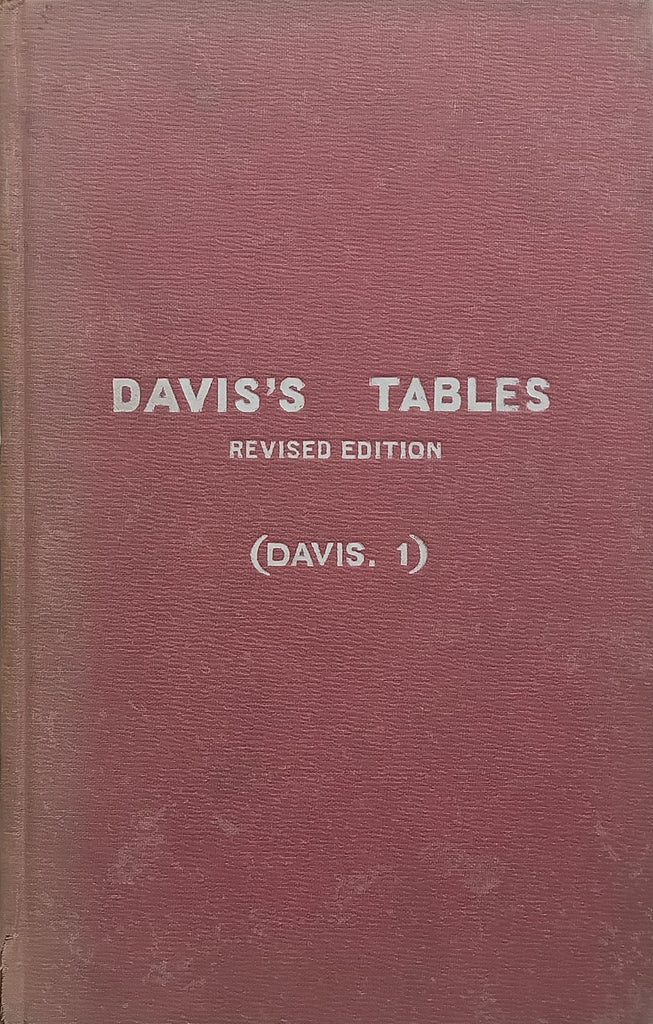 DAVIS'S TABLES
REVISED EDITION
(DAVIS. 1)